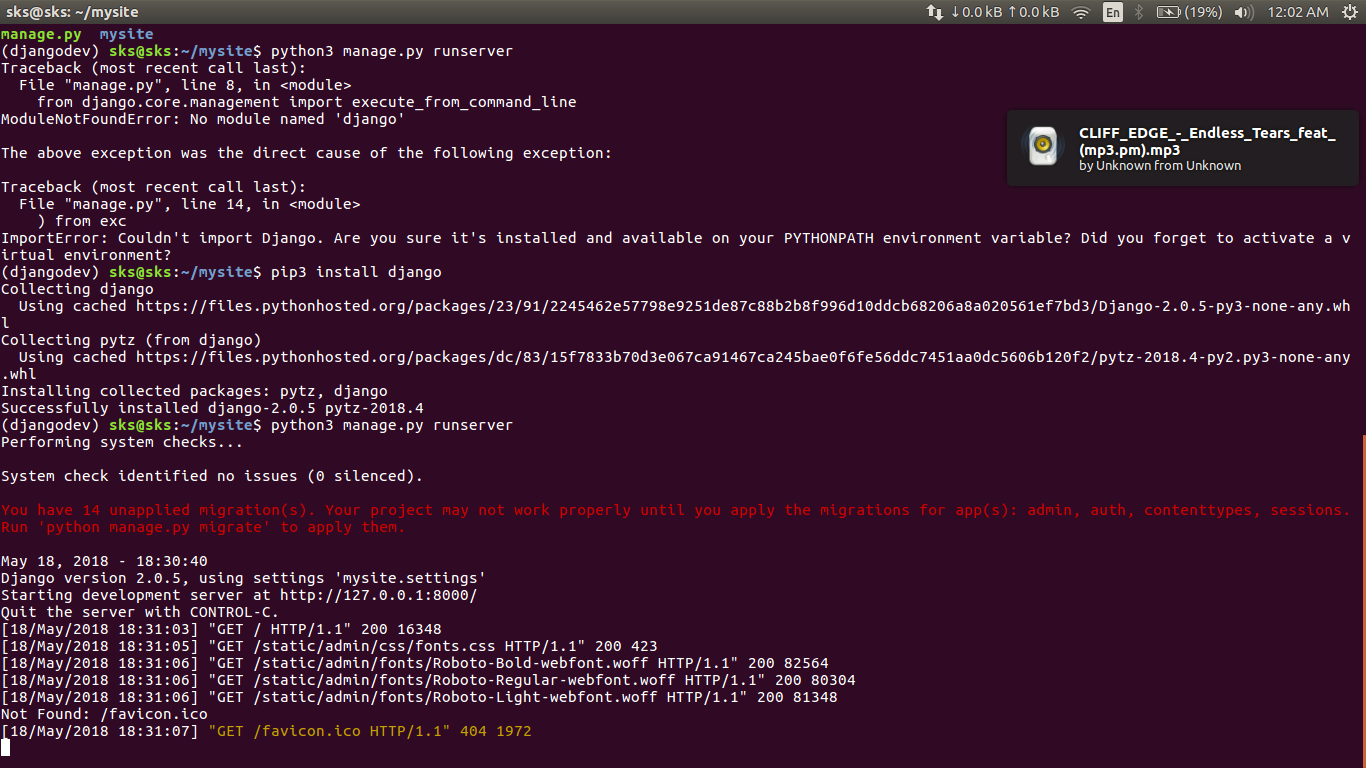 sks@sks: ~/mysite
↓0.0 kB ↑0.0 kB En (19%) 12:02 AM
manage.py  mysite
(djangodev) sks@sks:~/mysite$ python3 manage.py runserver
Traceback (most recent call last):
  File "manage.py", line 8, in <module>
    from django.core.management import execute_from_command_line
ModuleNotFoundError: No module named 'django'
CLIFF_EDGE_-_Endless_Tears_feat_
(mp3.pm).mp3
by Unknown from Unknown
The above exception was the direct cause of the following exception:
Traceback (most recent call last):
  File "manage.py", line 14, in <module>
    ) from exc
ImportError: Couldn't import Django. Are you sure it's installed and available on your PYTHONPATH environment variable? Did you forget to activate a v
irtual environment?
(djangodev) sks@sks:~/mysite$ pip3 install django
Collecting django
  Using cached https://files.pythonhosted.org/packages/23/91/2245462e57798e9251de87c88b2b8f996d10ddcb68206a8a020561ef7bd3/Django-2.0.5-py3-none-any.wh
l
Collecting pytz (from django)
  Using cached https://files.pythonhosted.org/packages/dc/83/15f7833b70d3e067ca91467ca245bae0f6fe56ddc7451aa0dc5606b120f2/pytz-2018.4-py2.py3-none-any
.whl
Installing collected packages: pytz, django
Successfully installed django-2.0.5 pytz-2018.4
(djangodev) sks@sks:~/mysite$ python3 manage.py runserver
Performing system checks...
System check identified no issues (0 silenced).
You have 14 unapplied migration(s). Your project may not work properly until you apply the migrations for app(s): admin, auth, contenttypes, sessions.
Run 'python manage.py migrate' to apply them.
May 18, 2018 - 18:30:40
Django version 2.0.5, using settings 'mysite.settings'
Starting development server at http://127.0.0.1:8000/
Quit the server with CONTROL-C.
[18/May/2018 18:31:03] "GET / HTTP/1.1" 200 16348
[18/May/2018 18:31:05] "GET /static/admin/css/fonts.css HTTP/1.1" 200 423
[18/May/2018 18:31:06] "GET /static/admin/fonts/Roboto-Bold-webfont.woff HTTP/1.1" 200 82564
[18/May/2018 18:31:06] "GET /static/admin/fonts/Roboto-Regular-webfont.woff HTTP/1.1" 200 80304
[18/May/2018 18:31:06] "GET /static/admin/fonts/Roboto-Light-webfont.woff HTTP/1.1" 200 81348
Not Found: /favicon.ico
[18/May/2018 18:31:07] "GET /favicon.ico HTTP/1.1" 404 1972